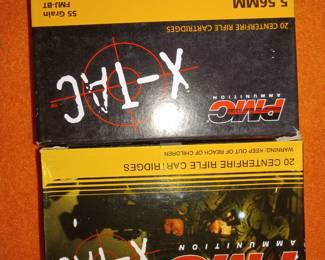 PMC
AMMUNITION
X-TAC
20 CENTERFIRE RIFLE CARTRIDGES
5.56MM
55 Grain
FMJ-BT
PMC
AMMUNITION
X-TAC
20 CENTERFIRE RIFLE CARTRIDGES
WARNING: KEEP OUT OF REACH OF CHILDREN